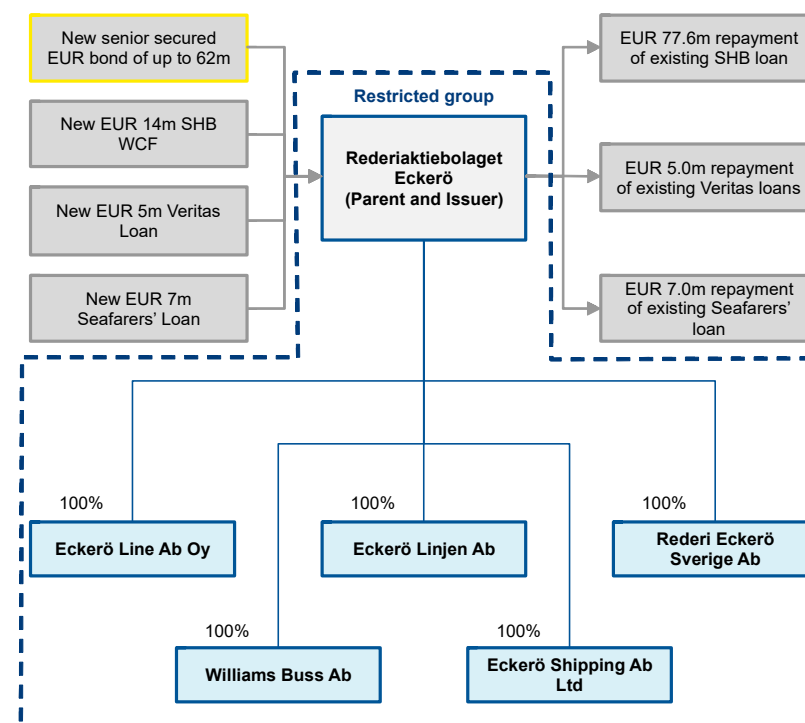 New senior secured
EUR bond of up to 62m
New EUR 14m SHB
WCF
New EUR 5m Veritas
Loan
New EUR 7m
Seafarers’ Loan
Restricted group
Rederiaktiebolaget
Eckerö
(Parent and Issuer)
EUR 77.6m repayment
of existing SHB loan
EUR 5.0m repayment
of existing Veritas loans
EUR 7.0m repayment
of existing Seafarers’
loan
100%
Eckerö Line Ab Oy
100%
Eckerö Linjen Ab
100%
Rederi Eckerö
Sverige Ab
100%
Williams Buss Ab
100%
Eckerö Shipping Ab
Ltd